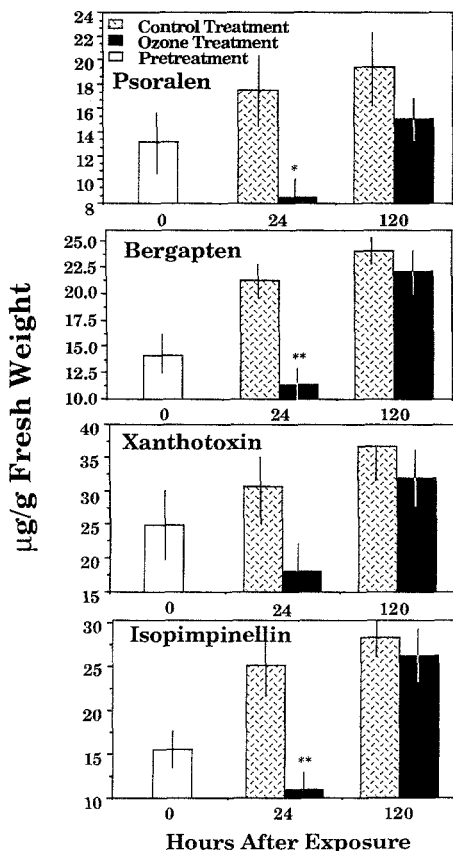 Control Treatment
Ozone Treatment
Pretreatment
Psoralen
24
22
20
18
16
14
12
10
8
*
0 24 120
Bergapten
25.0
22.5
20.0
17.5
15.0
12.5
10.0
**
0 24 120
Xanthotoxin
40
35
30
25
20
15
0 24 120
Isopimpinellin
30
25
20
15
10
**
0 24 120
µg/g Fresh Weight
Hours After Exposure